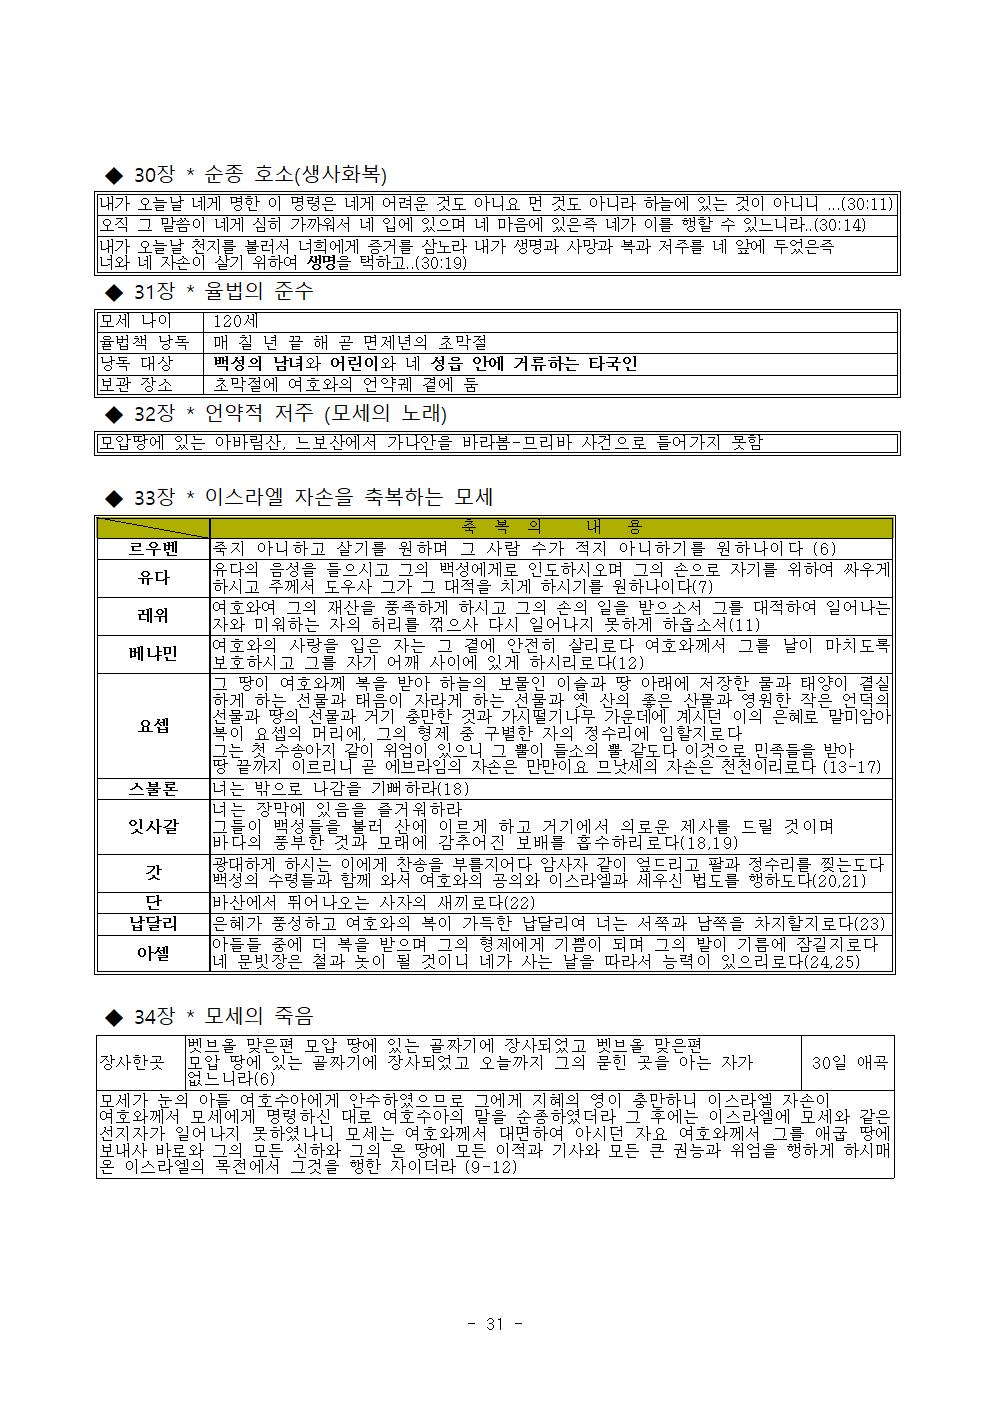 ◆ 30장 * 순종 호소(생사화복)
내가 오늘날 네게 명한 이 명령은 네게 어려운 것도 아니요 먼 것도 아니라 하늘에 있는 것이 아니니 ...(30:11)
오직 그 말씀이 네게 심히 가까워서 네 입에 있으며 네 마음에 있은즉 네가 이를 행할 수 있느니라..(30:14)
내가 오늘날 천지를 불러서 너희에게 증거를 삼노라 내가 생명과 사망과 복과 저주를 네 앞에 두었은즉
너와 네 자손이 살기 위하여 생명을 택하고..(30:19)
◆ 31장 * 율법의 준수
모세 나이 120세
율법책 낭독 매 칠 년 끝 해 곧 면제년의 초막절
낭독 대상 백성의 남녀와 어린이와 네 성읍 안에 거류하는 타국인
보관 장소 초막절에 여호와의 언약궤 곁에 둠
◆ 32장 * 언약적 저주 (모세의 노래)
모압땅에 있는 아바림산, 느보산에서 가나안을 바라봄-므리바 사건으로 들어가지 못함
◆ 33장 * 이스라엘 자손을 축복하는 모세
축 복 의 내 용
르우벤 죽지 아니하고 살기를 원하며 그 사람 수가 적지 아니하기를 원하나이다 (6)
유다 유다의 음성을 들으시고 그의 백성에게로 인도하시오며 그의 손으로 자기를 위하여 싸우게
하시고 주께서 도우사 그가 그 대적을 치게 하시기를 원하나이다(7)
레위 여호와여 그의 재산을 풍족하게 하시고 그의 손의 일을 받으소서 그를 대적하여 일어나는
자와 미워하는 자의 허리를 꺾으사 다시 일어나지 못하게 하옵소서(11)
베냐민 여호와의 사랑을 입은 자는 그 곁에 안전히 살리로다 여호와께서 그를 날이 마치도록
보호하시고 그를 자기 어깨 사이에 있게 하시리로다(12)
요셉 그 땅이 여호와께 복을 받아 하늘의 보물인 이슬과 땅 아래에 저장한 물과 태양이 결실
하게 하는 선물과 태음이 자라게 하는 선물과 옛 산의 좋은 산물과 영원한 작은 언덕의
선물과 땅의 선물과 거기 충만한 것과 가시떨기나무 가운데에 계시던 이의 은혜로 말미암아
복이 요셉의 머리에, 그의 형제 중 구별한 자의 정수리에 임할지로다
그는 첫 수송아지 같이 위엄이 있으니 그 뿔이 들소의 뿔 같도다 이것으로 민족들을 받아
땅 끝까지 이르리니 곧 에브라임의 자손은 만만이요 므낫세의 자손은 천천이리로다 (13-17)
스불론 너는 밖으로 나감을 기뻐하라(18)
잇사갈 너는 장막에 있음을 즐거워하라
그들이 백성들을 불러 산에 이르게 하고 거기에서 의로운 제사를 드릴 것이며
바다의 풍부한 것과 모래에 감추어진 보배를 흡수하리로다(18,19)
갓 광대하게 하시는 이에게 찬송을 부를지어다 암사자 같이 엎드리고 팔과 정수리를 찢는도다
백성의 수령들과 함께 와서 여호와의 공의와 이스라엘과 세우신 법도를 행하도다(20,21)
단 바산에서 뛰어나오는 사자의 새끼로다(22)
납달리 은혜가 풍성하고 여호와의 복이 가득한 납달리여 너는 서쪽과 남쪽을 차지할지로다(23)
아셀 아들들 중에 더 복을 받으며 그의 형제에게 기쁨이 되며 그의 발이 기름에 잠길지로다
네 문빗장은 철과 놋이 될 것이니 네가 사는 날을 따라서 능력이 있으리로다(24,25)
◆ 34장 * 모세의 죽음
벳브올 맞은편 모압 땅에 있는 골짜기에 장사되었고 벳브올 맞은편
장사한곳 모압 땅에 있는 골짜기에 장사되었고 오늘까지 그의 묻힌 곳을 아는 자가 30일 애곡
없느니라(6)
모세가 눈의 아들 여호수아에게 안수하였으므로 그에게 지혜의 영이 충만하니 이스라엘 자손이
여호와께서 모세에게 명령하신 대로 여호수아의 말을 순종하였더라 그 후에는 이스라엘에 모세와 같은
선지자가 일어나지 못하였나니 모세는 여호와께서 대면하여 아시던 자요 여호와께서 그를 애굽 땅에
보내사 바로와 그의 모든 신하와 그의 온 땅에 모든 이적과 기사와 모든 큰 권능과 위엄을 행하게 하시매
온 이스라엘의 목전에서 그것을 행한 자이더라 (9-12)
- 31 -